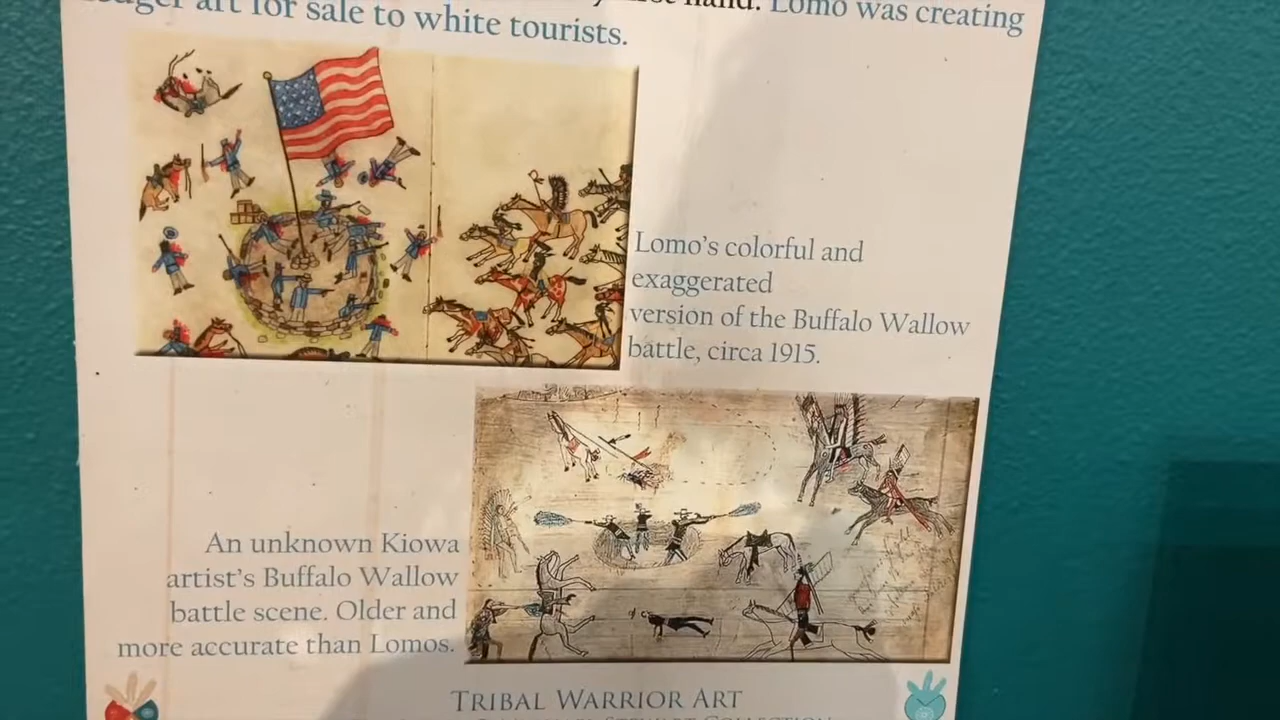 art for sale to white tourists.
hand. Lomo was creating
Lomo's colorful and
exaggerated
version of the Buffalo Wallow
battle, circa 1915.
An unknown Kiowa
artist's Buffalo Wallow
battle scene. Older and
more accurate than Lomos.
TRIBAL WARRIOR ART